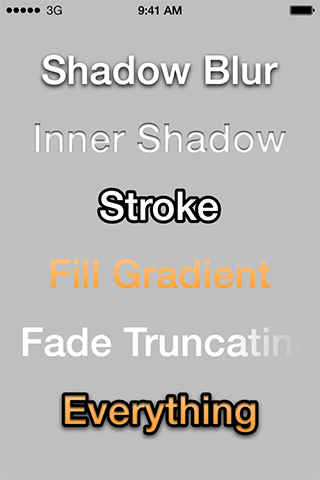 3G 9:41 AM
Shadow Blur
Inner Shadow
Stroke
Fill Gradient
Fade Truncatin
Everything